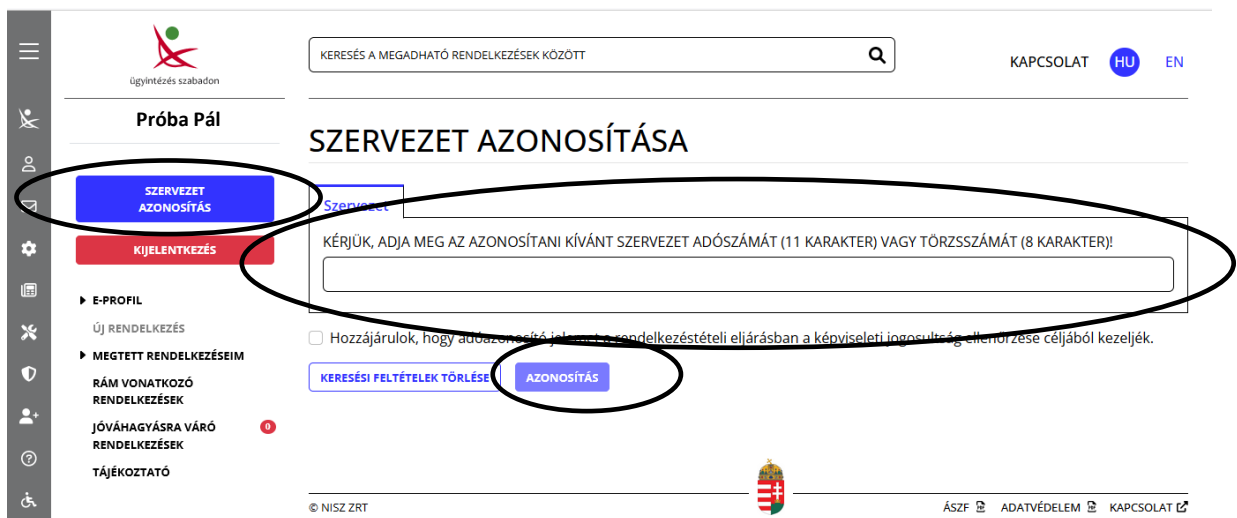 ügyintézés szabadon
Próba Pál
SZERVEZET
AZONOSÍTÁS
KIJELENTKEZÉS
E-PROFIL
ÚJ RENDELKEZÉS
MEGTETT RENDELKEZÉSEIM
RÁM VONATKOZÓ
RENDELKEZÉSEK
JÓVÁHAGYÁSRA VÁRÓ
RENDELKEZÉSEK
0
TÁJÉKOZTATÓ
KERESÉS A MEGADHATÓ RENDELKEZÉSEK KÖZÖTT
KAPCSOLAT HU EN
SZERVEZET AZONOSÍTÁSA
Szervezet
KÉRJÜK, ADJA MEG AZ AZONOSÍTANI KÍVÁNT SZERVEZET ADÓSZÁMÁT (11 KARAKTER) VAGY TÖRZSSZÁMÁT (8 KARAKTER)!
Hozzájárulok, hogy adóazonosító jelemet a rendelkezéstételi eljárásban a képviseleti jogosultság ellenőrzése céljából kezeljék.
KERESÉSI FELTÉTELEK TÖRLÉSE AZONOSÍTÁS
© NISZ ZRT ÁSZF ADATVÉDELEM KAPCSOLAT